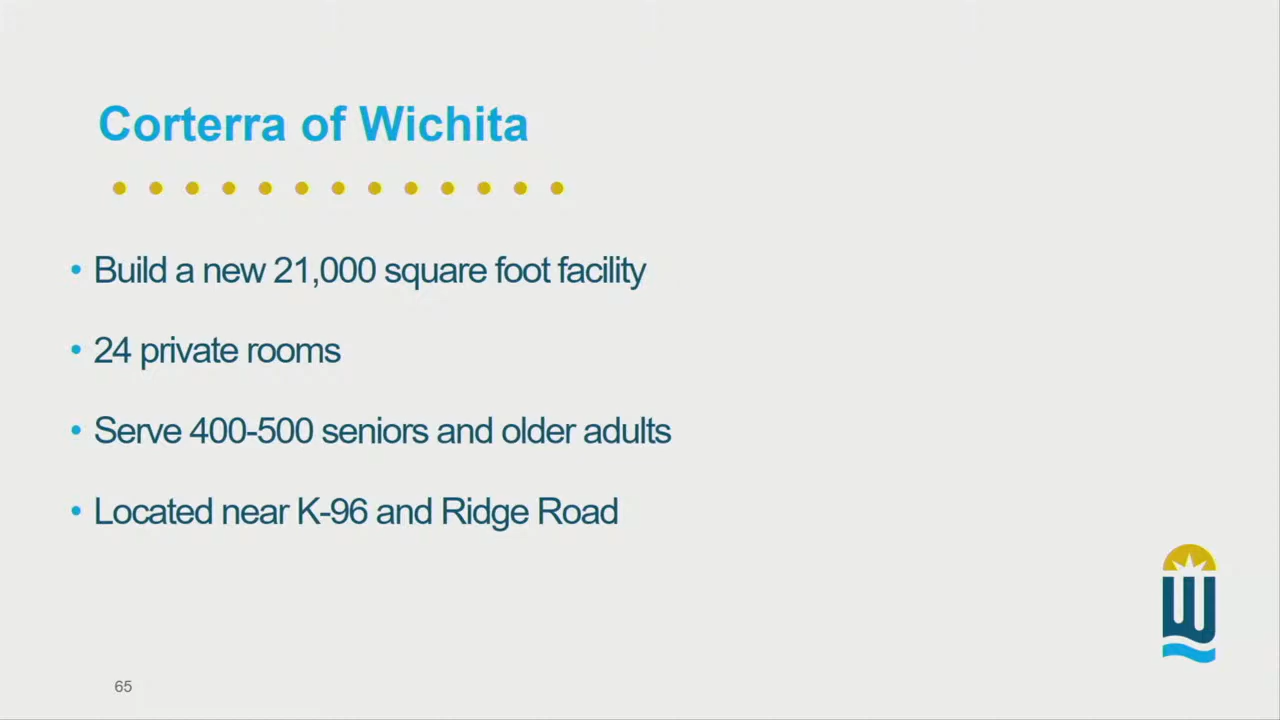 Corterra of Wichita
• Build a new 21,000 square foot facility
• 24 private rooms
• Serve 400-500 seniors and older adults
• Located near K-96 and Ridge Road
W
65